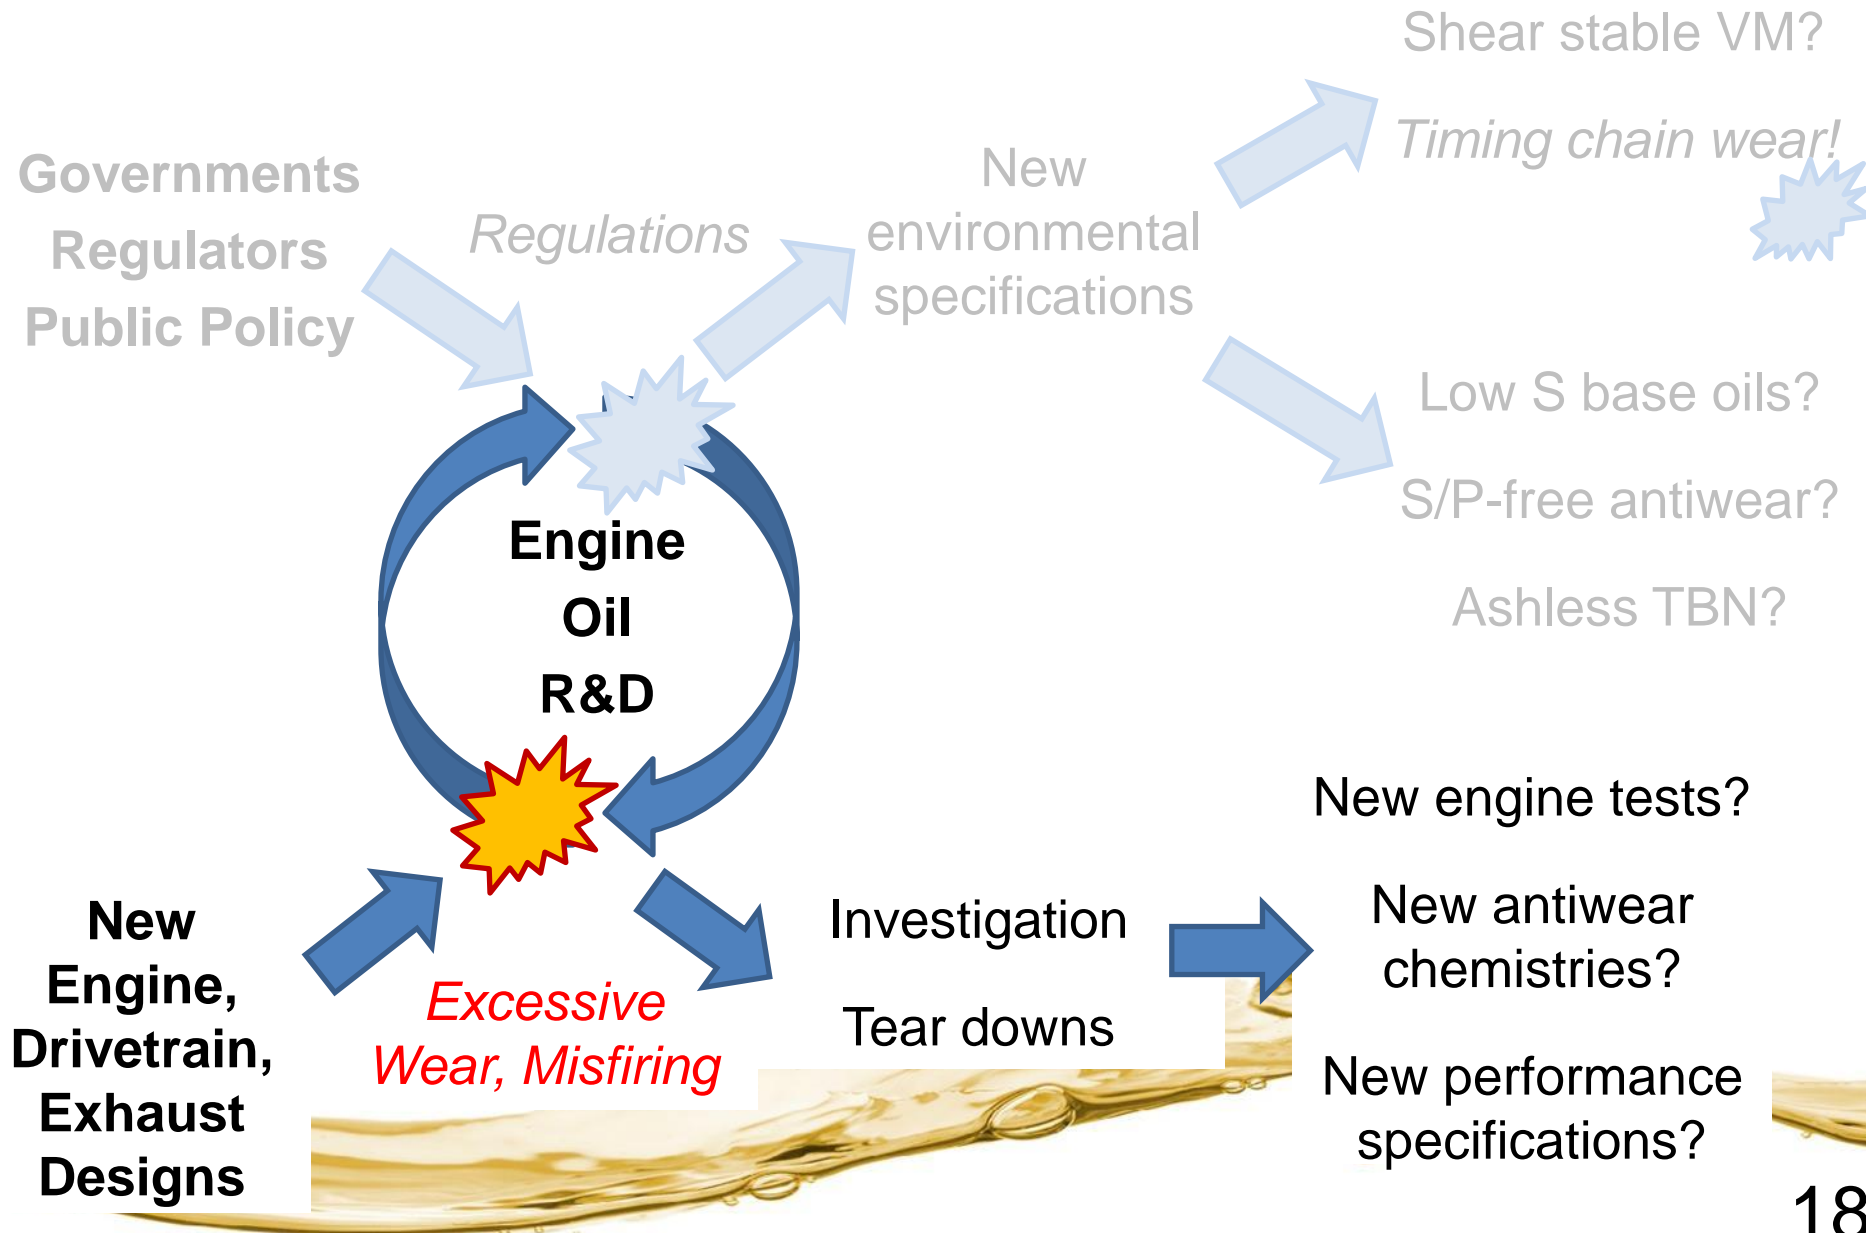 Shear stable VM?
Timing chain wear!
Governments
Regulators
Public Policy
Regulations
New
environmental
specifications
Low S base oils?
S/P-free antiwear?
Ashless TBN?
Engine
Oil
R&D
New
Engine,
Drivetrain,
Exhaust
Designs
Excessive
Wear, Misfiring
Investigation
Tear downs
New engine tests?
New antiwear
chemistries?
New performance
specifications?
18